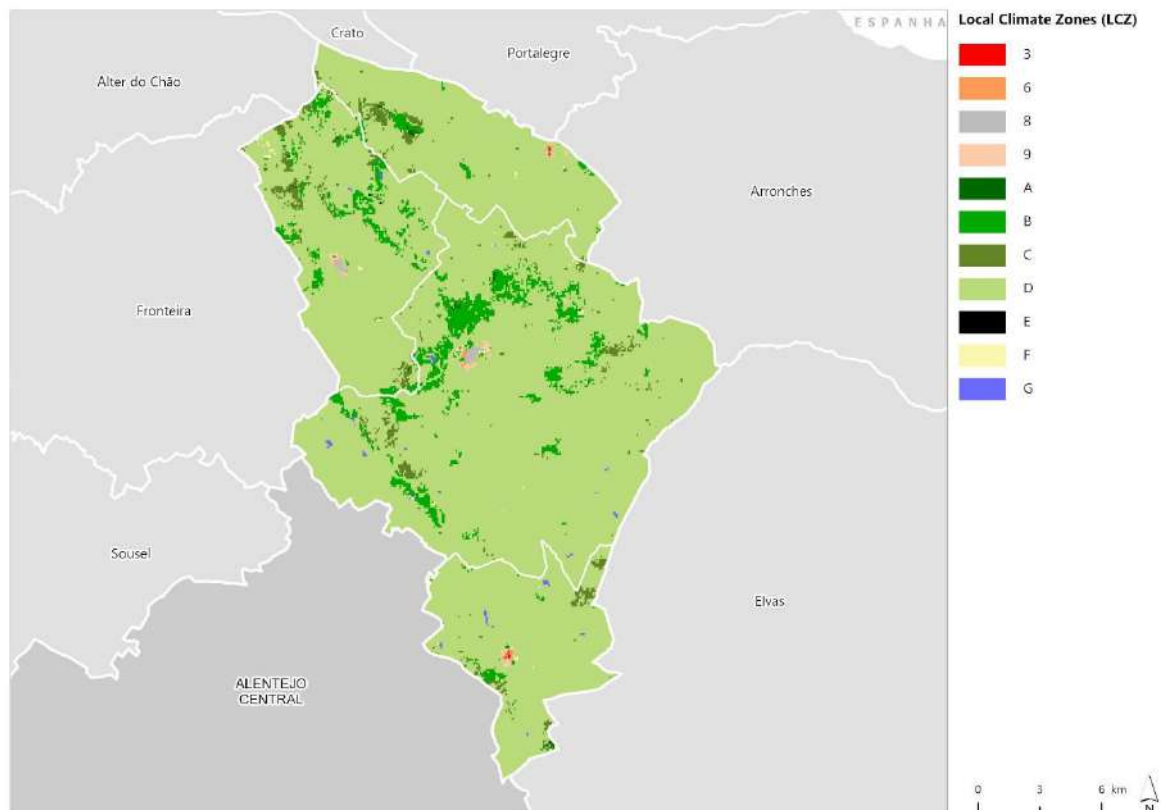 ESPANHA
Crato
Portalegre
Alter do Chão
Arronches
Fronteira
Sousel
Elvas
ALENTEJO
CENTRAL
Local Climate Zones (LCZ)
3
6
8
9
A
B
C
D
E
F
G
0 3 6 km
N